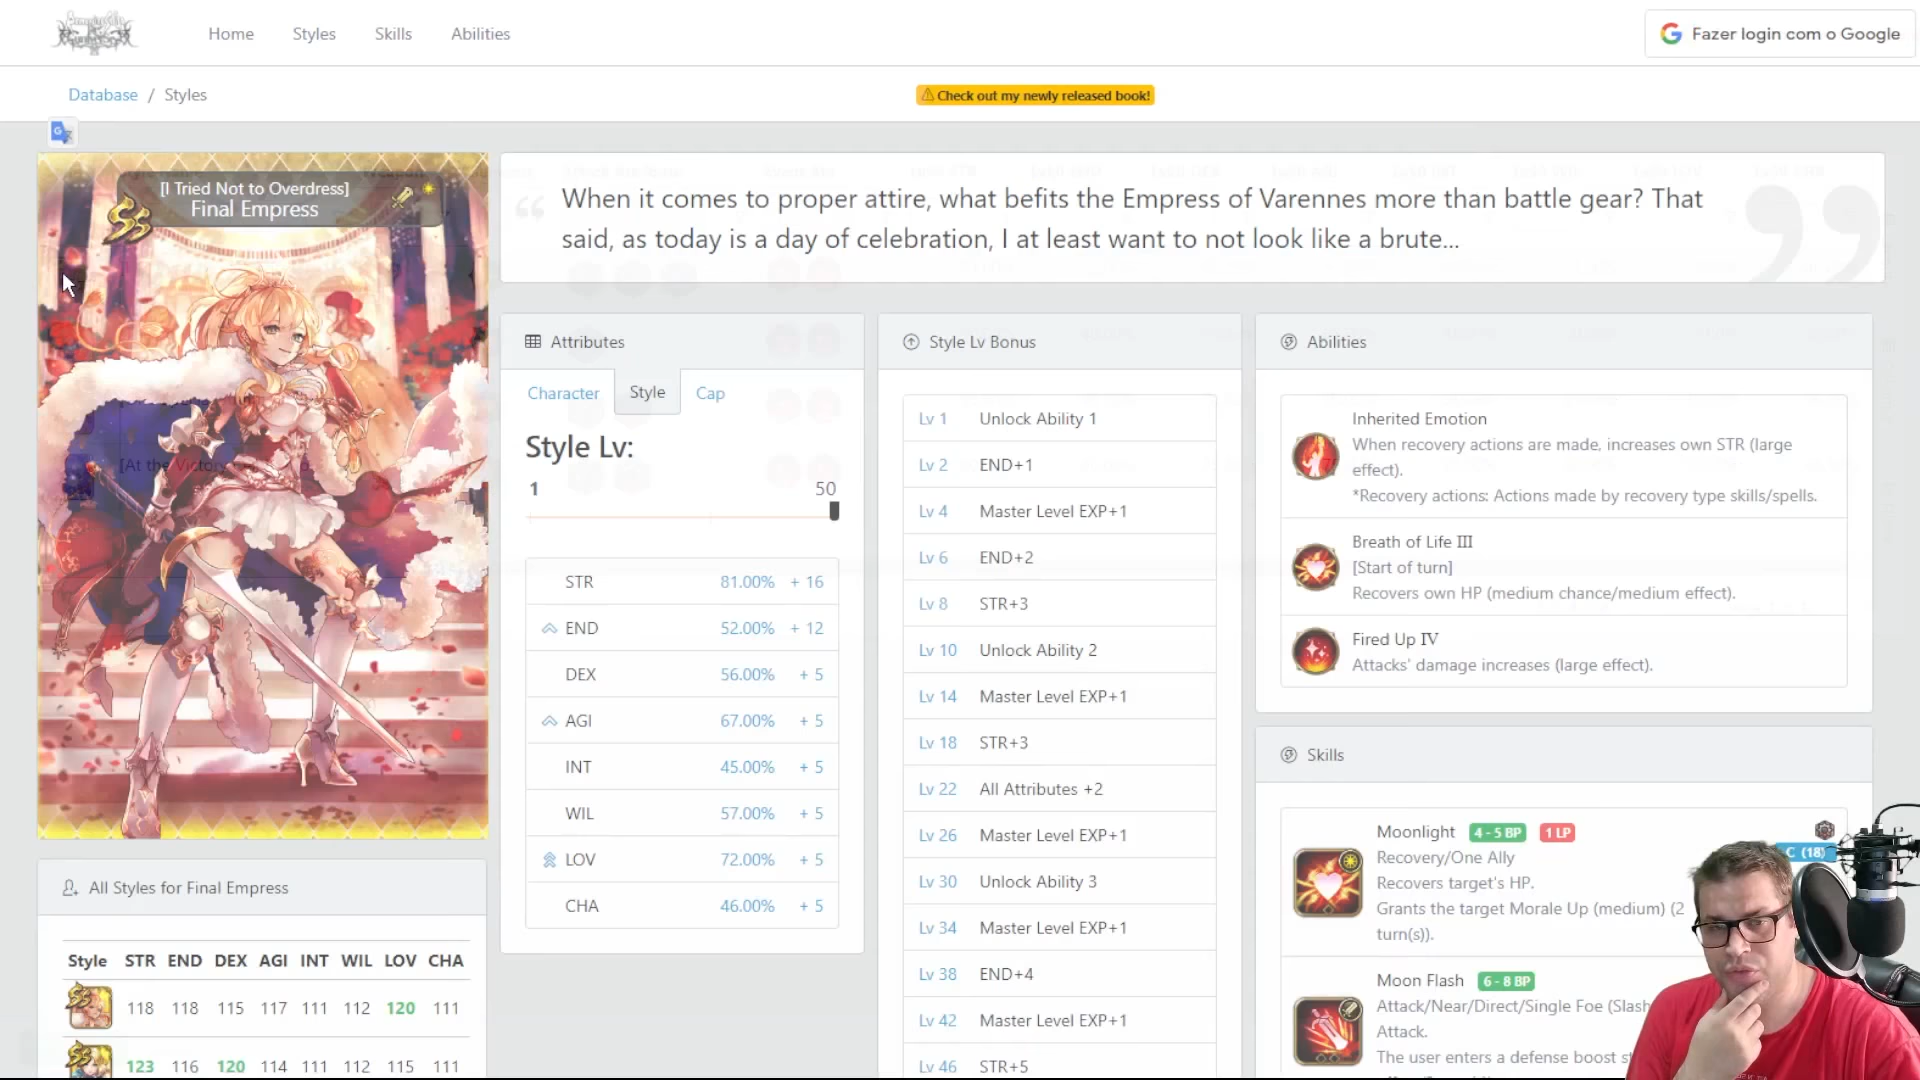 Home
Styles
Skills
Abilities
Fazer login com o Google
Database / Styles
Check out my newly released book!
[I Tried Not to Overdress]
Final Empress
SS
When it comes to proper attire, what befits the Empress of Varennes more than battle gear? That
said, as today is a day of celebration, I at least want to not look like a brute...
[At the Victory
Attributes
Character
Style
Cap
Style Lv:
1
50
STR 81.00% + 16
END 52.00% + 12
DEX 56.00% + 5
AGI 67.00% + 5
INT 45.00% + 5
WIL 57.00% + 5
LOV 72.00% + 5
CHA 46.00% + 5
Style Lv Bonus
Lv 1 Unlock Ability 1
Lv 2 END+1
Lv 4 Master Level EXP+1
Lv 6 END+2
Lv 8 STR+3
Lv 10 Unlock Ability 2
Lv 14 Master Level EXP+1
Lv 18 STR+3
Lv 22 All Attributes +2
Lv 26 Master Level EXP+1
Lv 30 Unlock Ability 3
Lv 34 Master Level EXP+1
Lv 38 END+4
Lv 42 Master Level EXP+1
Lv 46 STR+5
Abilities
Inherited Emotion
When recovery actions are made, increases own STR (large
effect).
*Recovery actions: Actions made by recovery type skills/spells.
Breath of Life III
[Start of turn]
Recovers own HP (medium chance/medium effect).
Fired Up IV
Attacks' damage increases (large effect).
Skills
Moonlight 4 - 5 BP 1 LP
C (18)
Recovery/One Ally
Recovers target's HP.
Grants the target Morale Up (medium) (2
turn(s)).
Moon Flash 6 - 8 BP
Attack/Near/Direct/Single Foe (Slash
Attack.
The user enters a defense boost
All Styles for Final Empress
Style STR END DEX AGI INT WIL LOV CHA
SS 118 118 115 117 111 112 120 111
SS 123 116 120 114 111 112 115 111